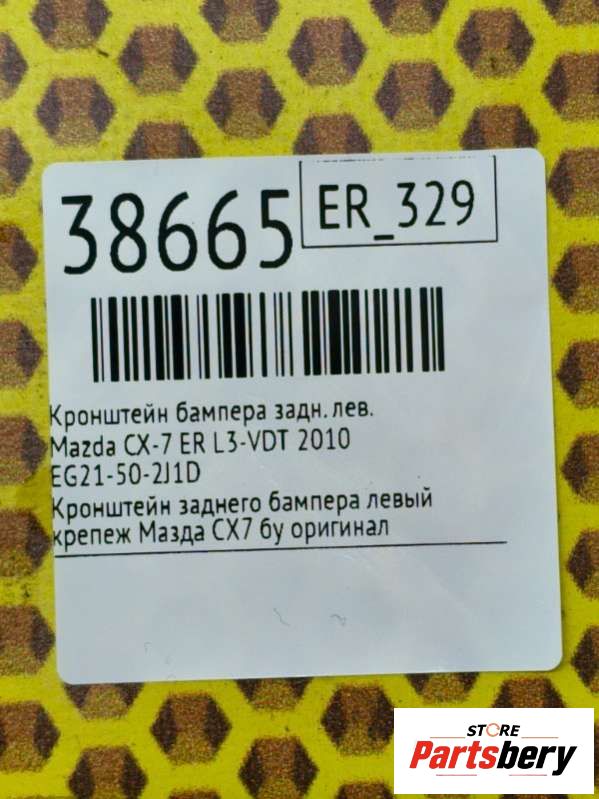 38665
ER_329
Кронштейн бампера задн. лев.
Mazda CX-7 ER L3-VDT 2010
EG21-50-2J1D
Кронштейн заднего бампера левый
крепеж Мазда СХ7 бу оригинал
STORE
Partsbery